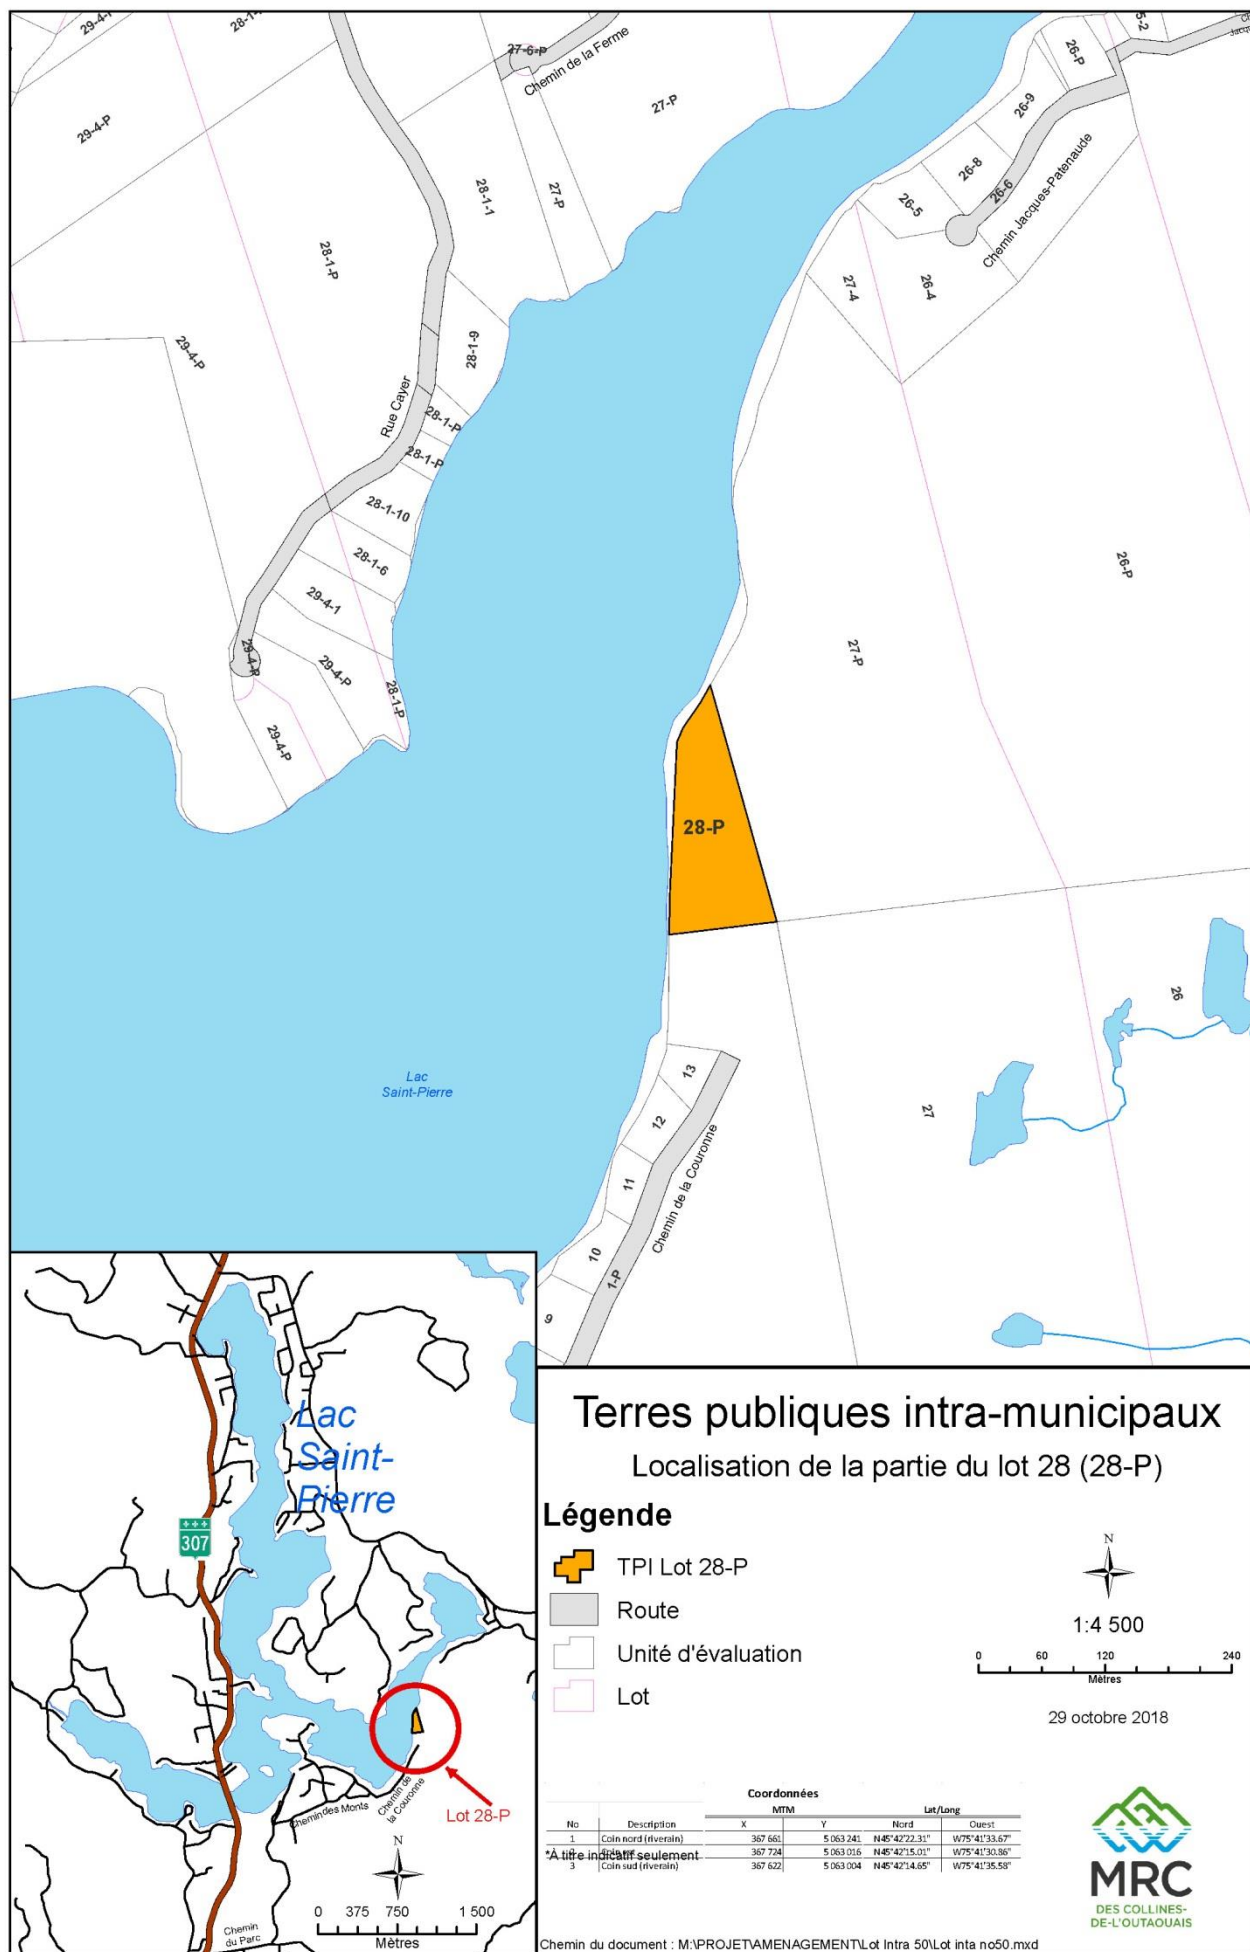 29-4-P
28-1-
27-6-P
Chemin de la Ferme
27-P
5-2
26-P
26-9
26-8
26-6
26-5
Chemin Jacques-Patenaude
29-4-P
28-1-1
27-P
28-1-P
27-4
26-4
29-4-P
28-1-9
Rue Cayer
28-1-P
28-1-P
28-1-10
28-1-6
29-4-1
29-4-P
29-4-P
28-1-P
29-4-P
26-P
27-P
28-P
26
27
Lac
Saint-Pierre
13
12
11
10
9
1-P
Chemin de la Couronne
Lac
Saint-
Pierre
307
Lot 28-P
Chemin des Monts
Chemin de
la Couronne
Chemin
du Parc
N
0 375 750 1 500
Mètres
Terres publiques intra-municipaux
Localisation de la partie du lot 28 (28-P)
Légende
TPI Lot 28-P
Route
Unité d'évaluation
Lot
N
1:4 500
0 60 120 240
Mètres
29 octobre 2018
Coordonnées
MTM Lat/Long
No Description X Y Nord Ouest
1 Coin nord (riverain) 367 661 5 063 241 N45°42'22.31" W75°41'33.67"
367 724 5 063 016 N45°42'15.01" W75°41'30.86"
*À titre indicatif seulement
3 Coin sud (riverain) 367 622 5 063 004 N45°42'14.65" W75°41'35.58"
MRC
DES COLLINES-
DE-L'OUTAOUAIS
Chemin du document : M:\PROJET\AMENAGEMENT\Lot Intra 50\Lot inta no50.mxd